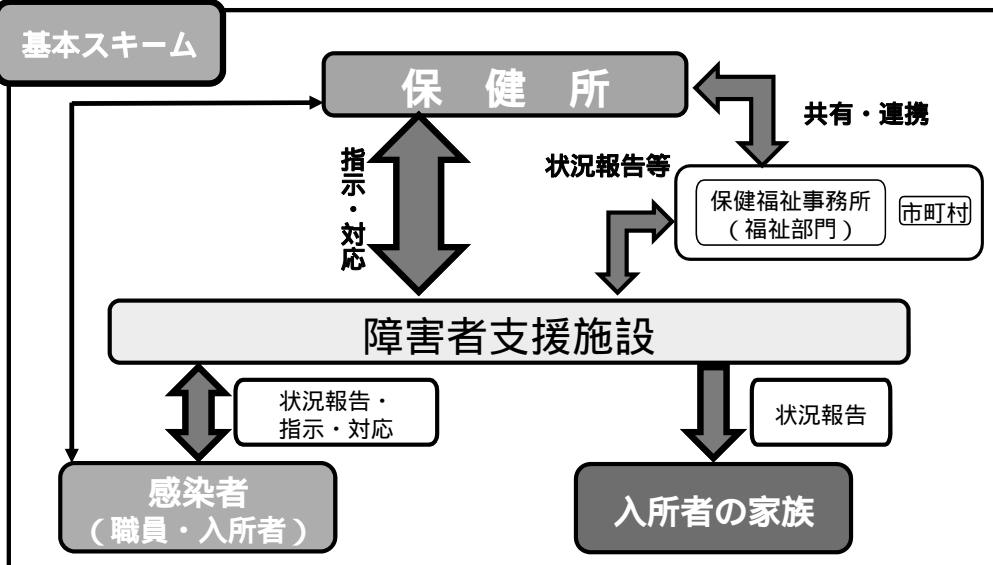 基本スキーム
保 健 所
共有・連携
指示・対応
状況報告等
保健福祉事務所
（福祉部門）
市町村
障害者支援施設
状況報告・
指示・対応
状況報告
感染者
（職員・入所者）
入所者の家族